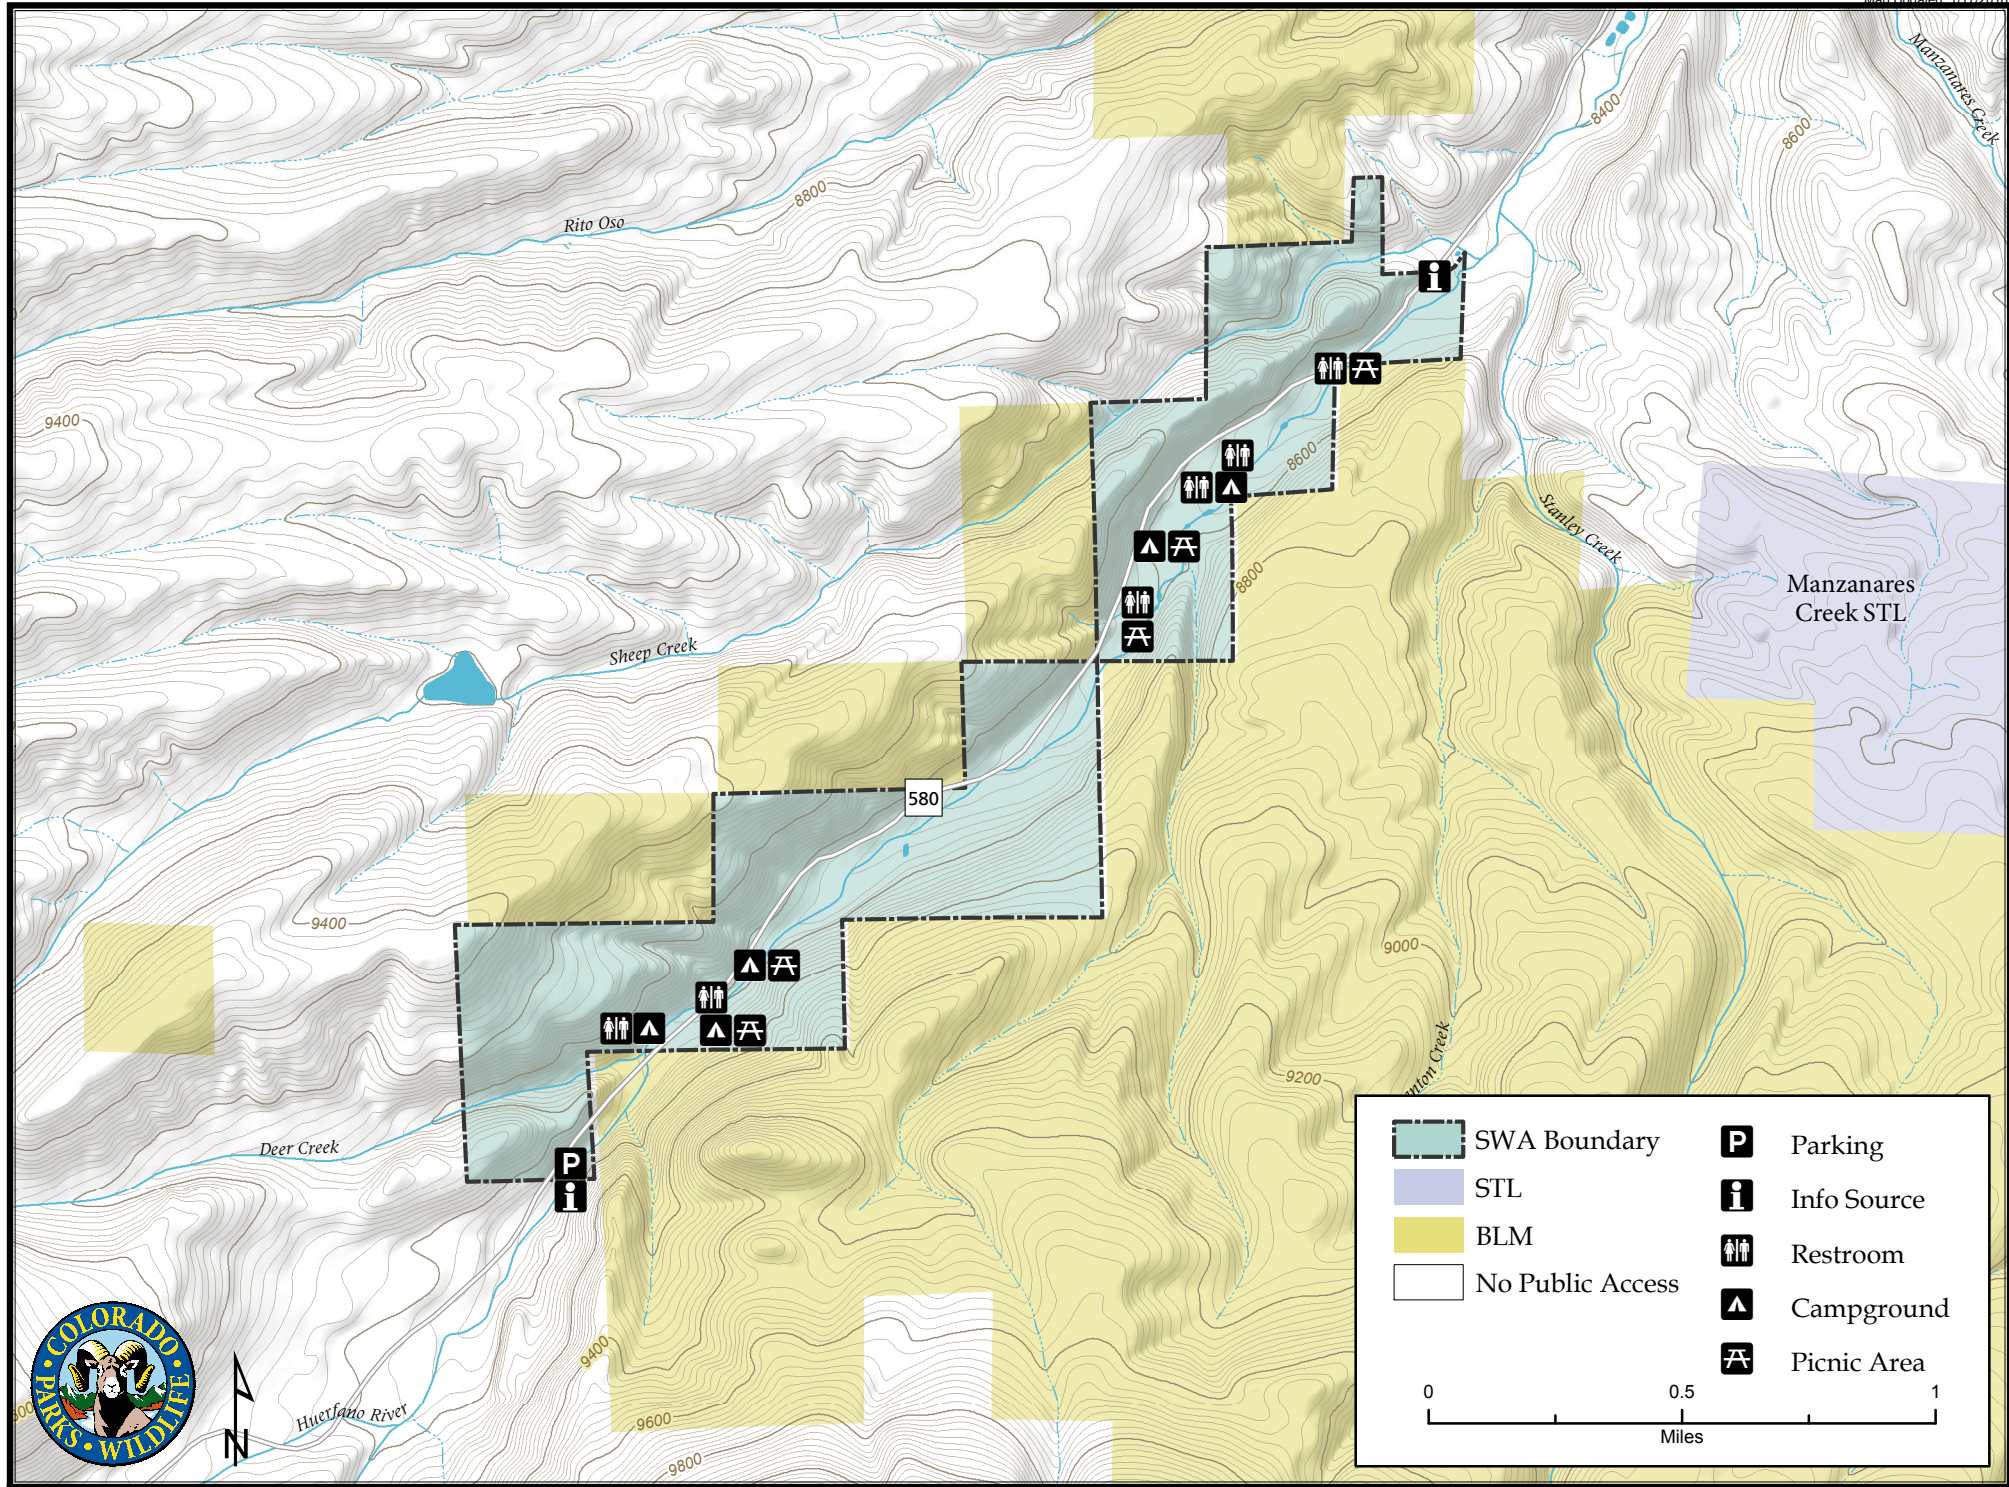 Manzanares Creek
8400
8600
8800
Rito Oso
9400
8600
Stanley Creek
8800
Manzanares
Creek STL
Sheep Creek
580
9400
9000
9200
Deer Creek
9400
Huerfano River
9600
9800
COLORADO
PARKS • WILDLIFE
N
SWA Boundary
STL
BLM
No Public Access
P Parking
i Info Source
Restroom
Campground
Picnic Area
0 0.5 1
Miles
P
i
i